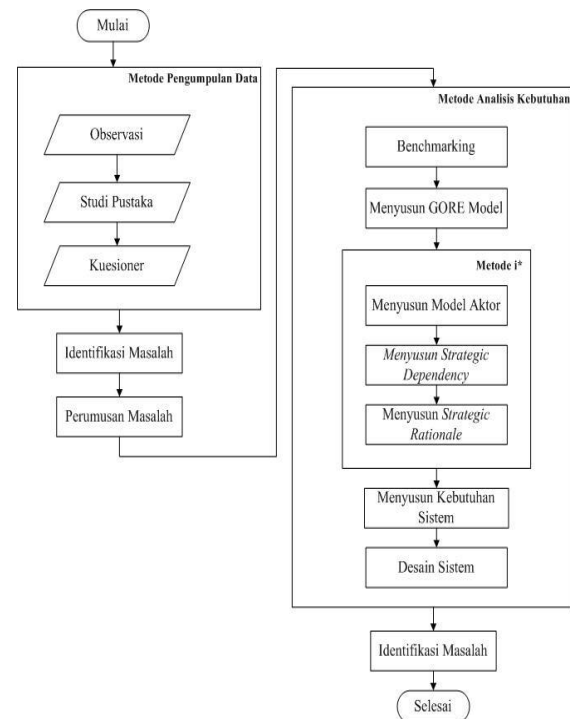 Mulai
Metode Pengumpulan Data
Observasi
Studi Pustaka
Kuesioner
Identifikasi Masalah
Perumusan Masalah
Metode Analisis Kebutuhan
Benchmarking
Menyusun GORE Model
Metode i*
Menyusun Model Aktor
Menyusun Strategic
Dependency
Menyusun Strategic
Rationale
Menyusun Kebutuhan
Sistem
Desain Sistem
Identifikasi Masalah
Selesai